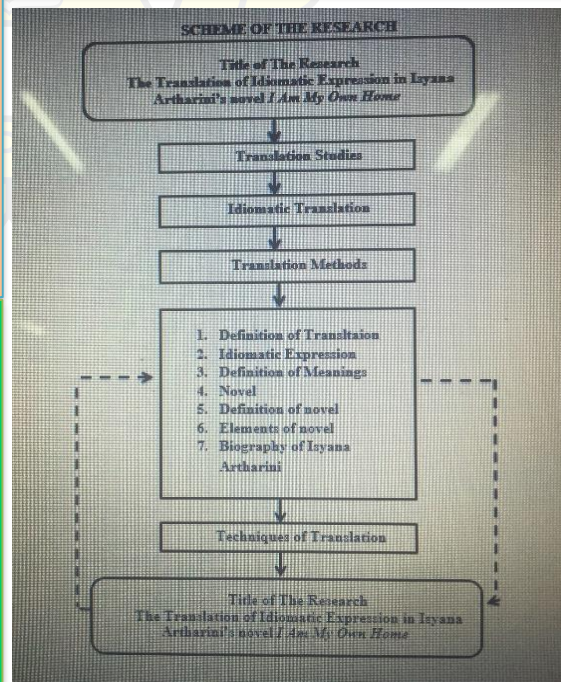 SCHEME OF THE RESEARCH
Title of The Research
The Translation of Idiomatic Expression in Isyana
Artharini's novel I Am My Own Home
Translation Studies
Idiomatic Translation
Translation Methods
1. Definition of Transltaion
2. Idiomatic Expression
3. Definition of Meanings
4. Novel
5. Definition of novel
6. Elements of novel
7. Biography of Isyana
Artharini
Techniques of Translation
Title of The Research
The Translation of Idiomatic Expression in Isyana
Artharini's novel I Am My Own Home